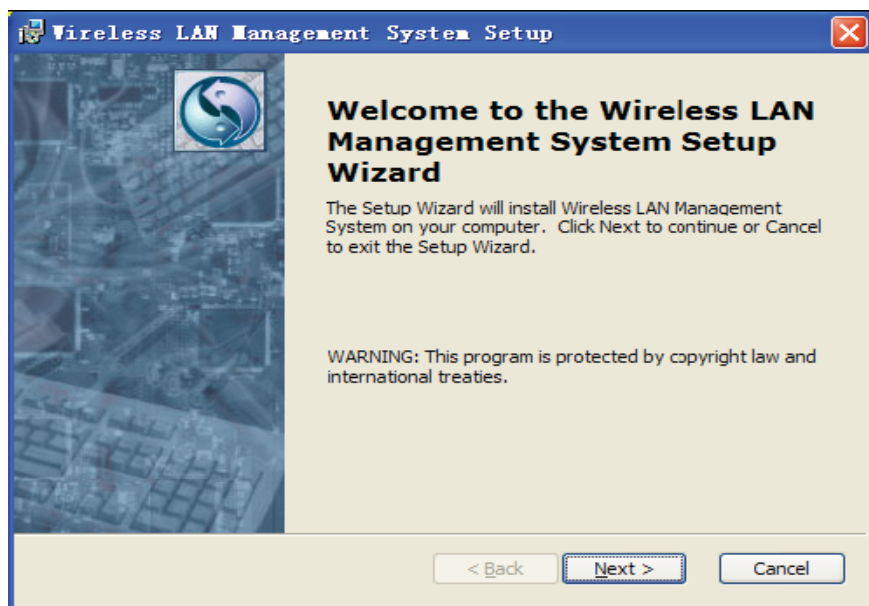 Wireless LAN Management System Setup
Welcome to the Wireless LAN
Management System Setup
Wizard
The Setup Wizard will install Wireless LAN Management
System on your computer. Click Next to continue or Cancel
to exit the Setup Wizard.
WARNING: This program is protected by copyright law and
international treaties.
< Back
Next >
Cancel